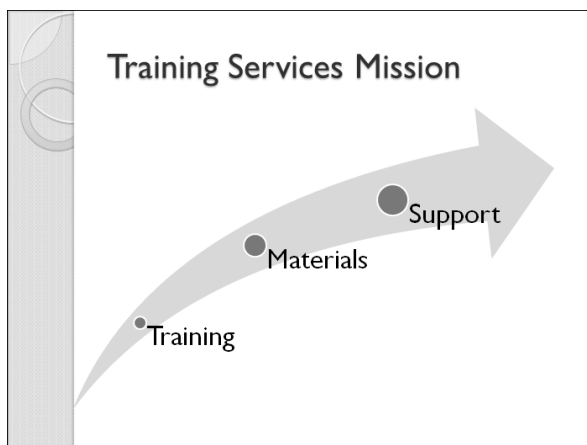 Training Services Mission
Support
Materials
Training